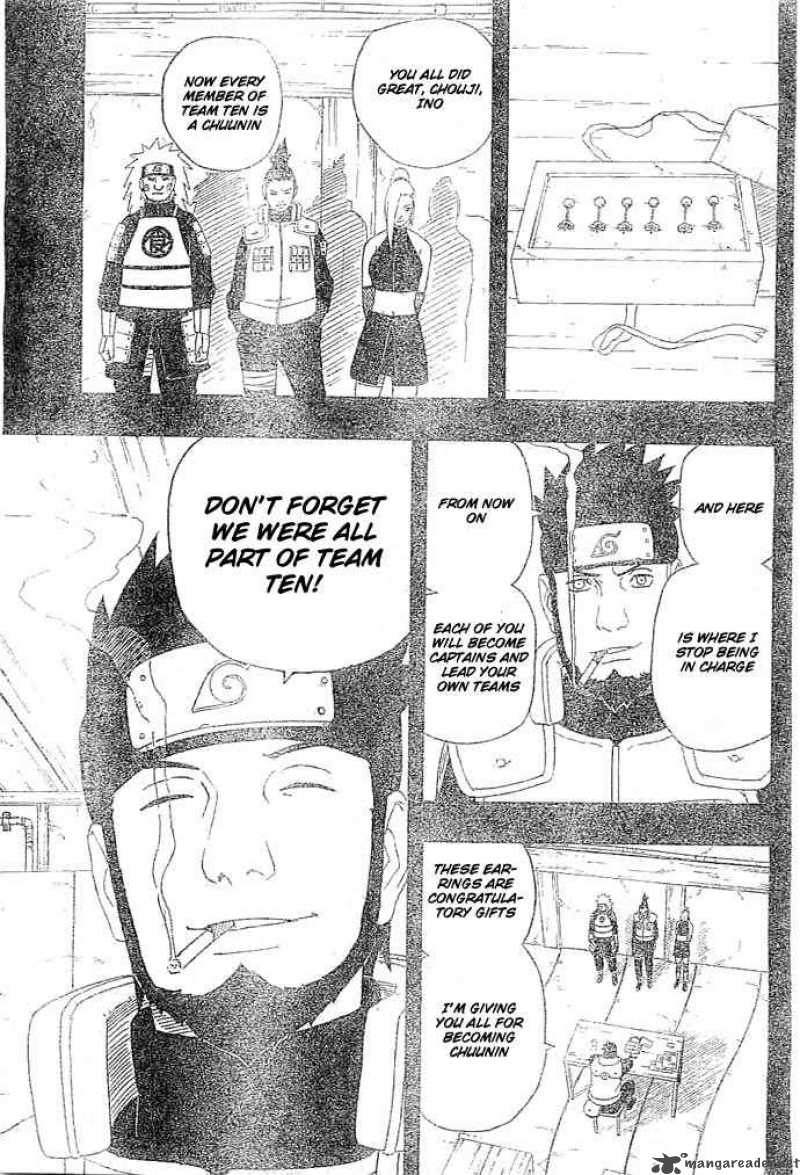 YOU ALL DID
GREAT, CHOUJI,
INO
NOW EVERY
MEMBER OF
TEAM TEN IS
A CHUUNIN
AND HERE
IS WHERE I
STOP BEING
IN CHARGE
FROM NOW
ON
EACH OF YOU
WILL BECOME
CAPTAINS AND
LEAD YOUR
OWN TEAMS
DON'T FORGET
WE WERE ALL
PART OF TEAM
TEN!
THESE EAR-
RINGS ARE
CONGRATULA-
TORY GIFTS
I'M GIVING
YOU ALL FOR
BECOMING
CHUUNIN
mangareader.net